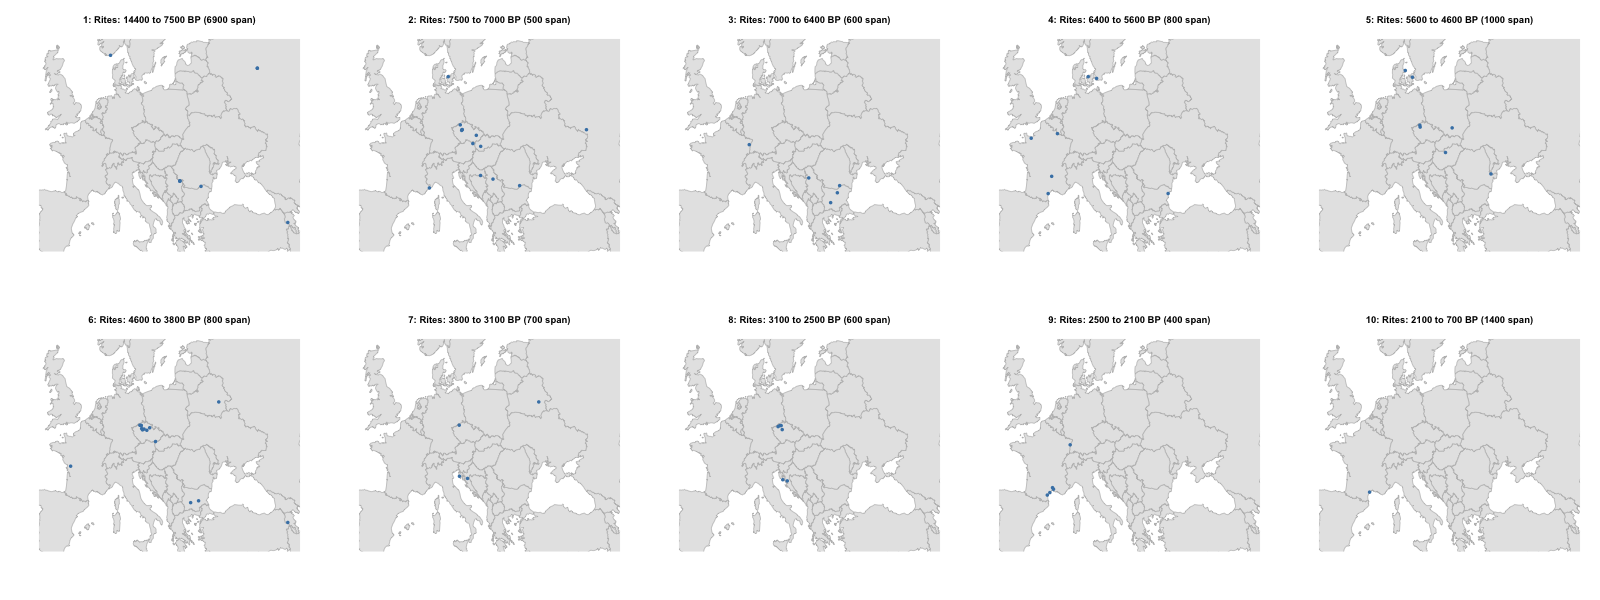 1: Rites: 14400 to 7500 BP (6900 span)
2: Rites: 7500 to 7000 BP (500 span)
3: Rites: 7000 to 6400 BP (600 span)
4: Rites: 6400 to 5600 BP (800 span)
5: Rites: 5600 to 4600 BP (1000 span)
6: Rites: 4600 to 3800 BP (800 span)
7: Rites: 3800 to 3100 BP (700 span)
8: Rites: 3100 to 2500 BP (600 span)
9: Rites: 2500 to 2100 BP (400 span)
10: Rites: 2100 to 700 BP (1400 span)